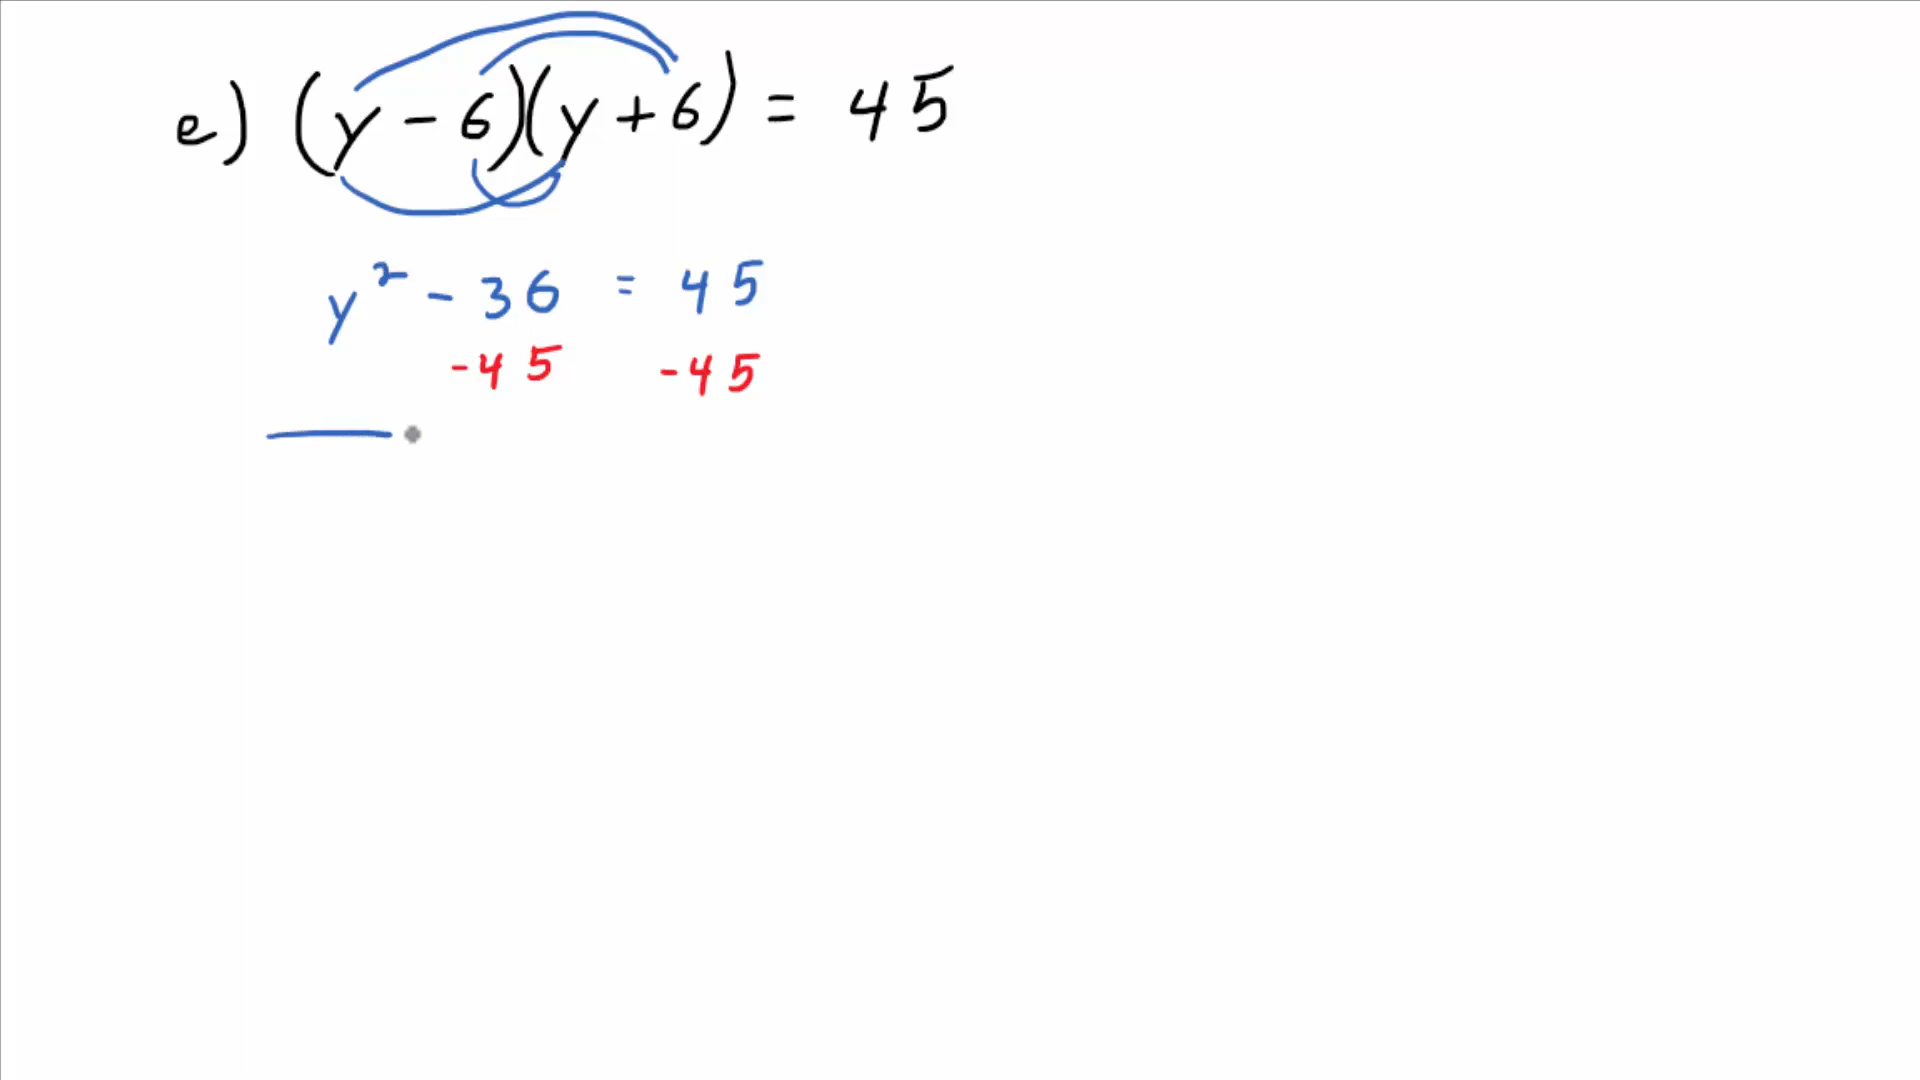 e) (y - 6)(y + 6) = 45
y² - 36 = 45
-45 -45